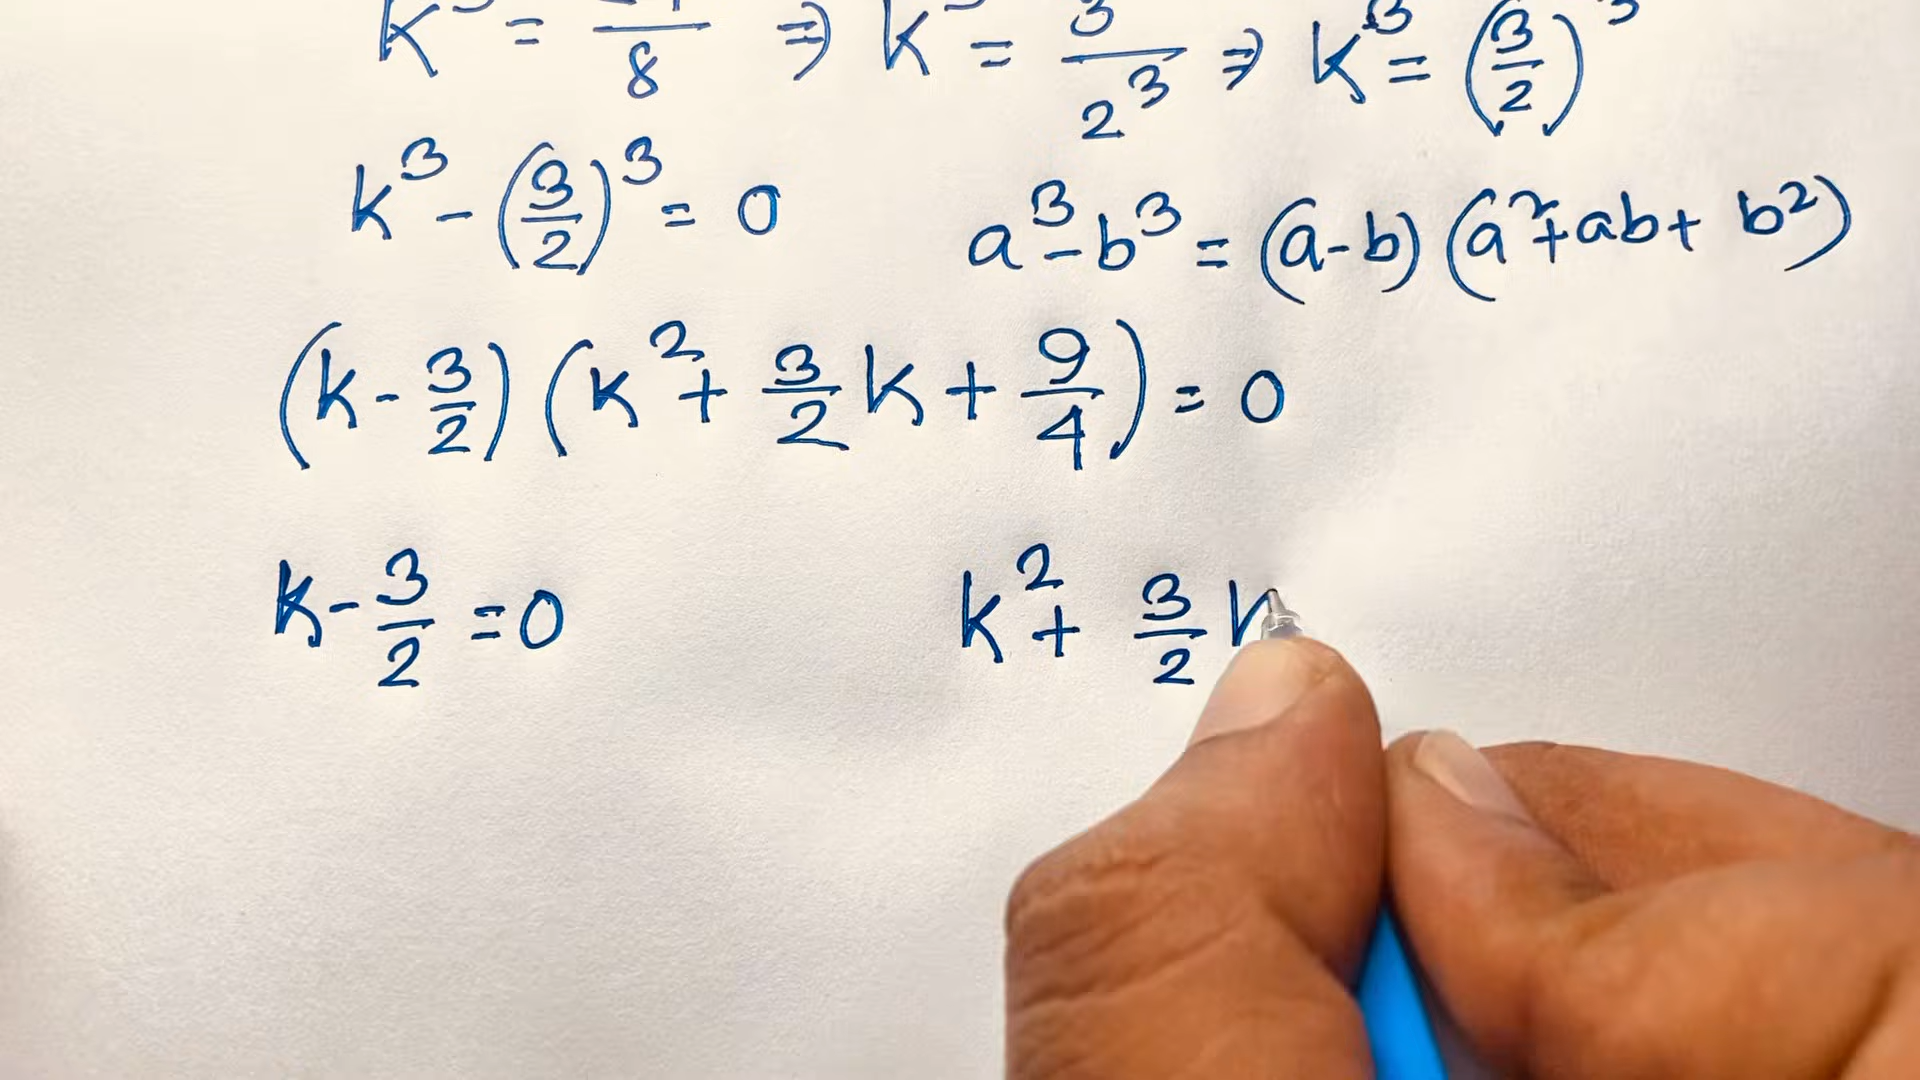 K³ = 27/8 ⇒ K³ = 3³/2³ ⇒ K³ = (3/2)³
k³ - (3/2)³ = 0
a³ - b³ = (a-b) (a² + ab + b²)
(k - 3/2) (k² + 3/2 k + 9/4) = 0
k - 3/2 = 0
k² + 3/2 k